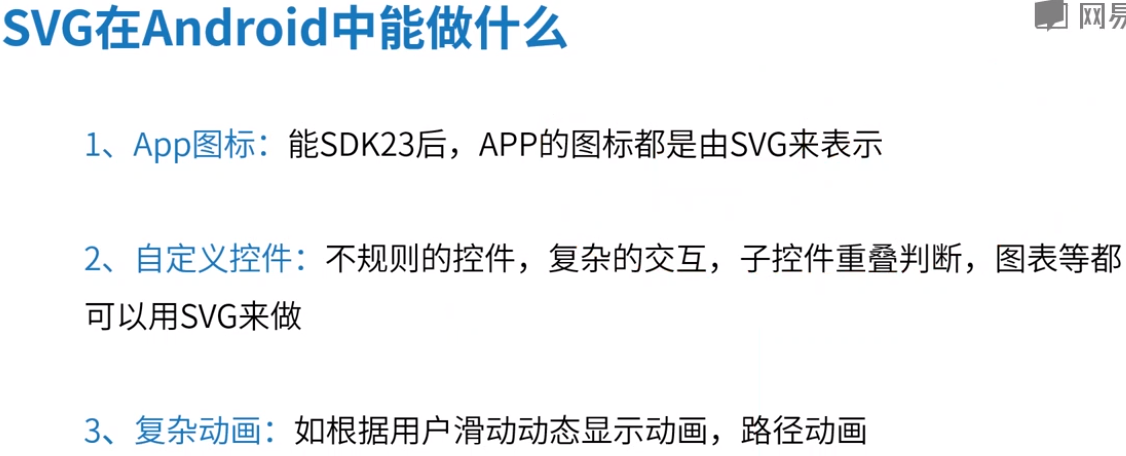 SVG在Android中能做什么
网易
1、App图标：能SDK23后，APP的图标都是由SVG来表示
2、自定义控件：不规则的控件，复杂的交互，子控件重叠判断，图表等都
可以用SVG来做
3、复杂动画：如根据用户滑动动态显示动画，路径动画